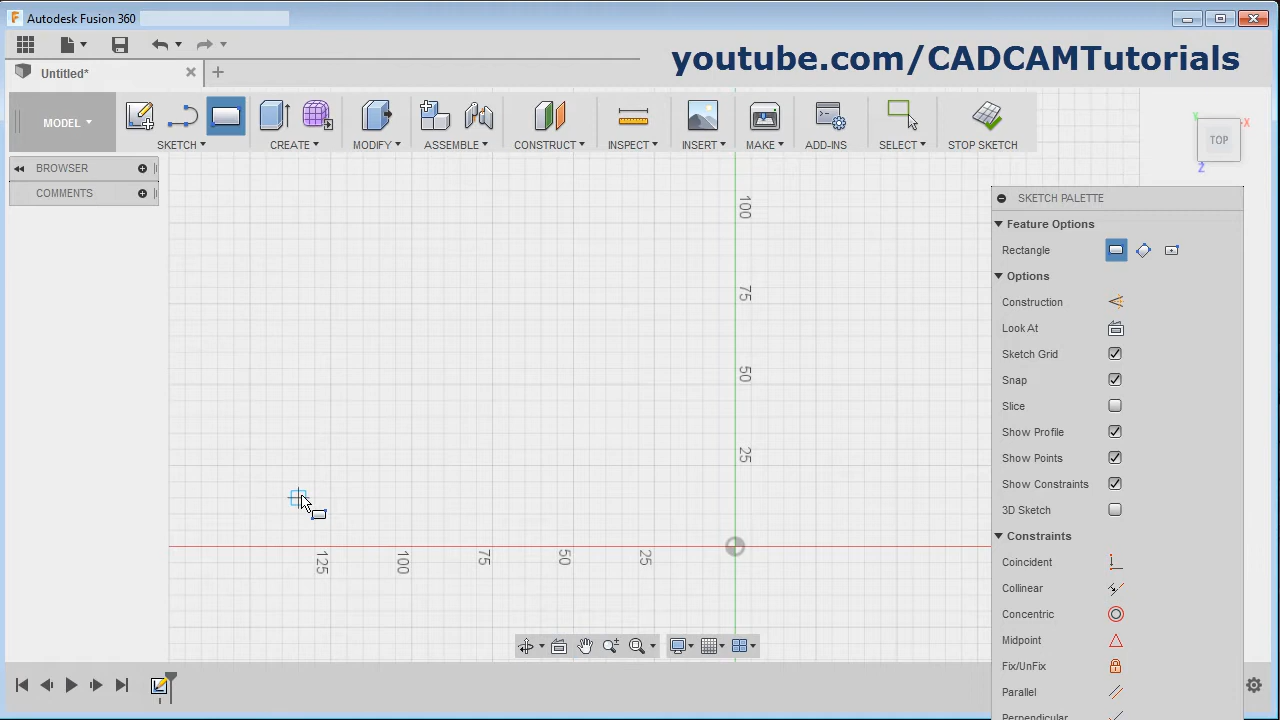 Autodesk Fusion 360
youtube.com/CADCAMTutorials
Untitled*
MODEL
SKETCH
CREATE
MODIFY
ASSEMBLE
CONSTRUCT
INSPECT
INSERT
MAKE
ADD-INS
SELECT
STOP SKETCH
BROWSER
COMMENTS
TOP
X
Y
Z
100
75
50
25
125
100
75
50
25
SKETCH PALETTE
Feature Options
Rectangle
Options
Construction
Look At
Sketch Grid
Snap
Slice
Show Profile
Show Points
Show Constraints
3D Sketch
Constraints
Coincident
Collinear
Concentric
Midpoint
Fix/UnFix
Parallel
Perpendicular